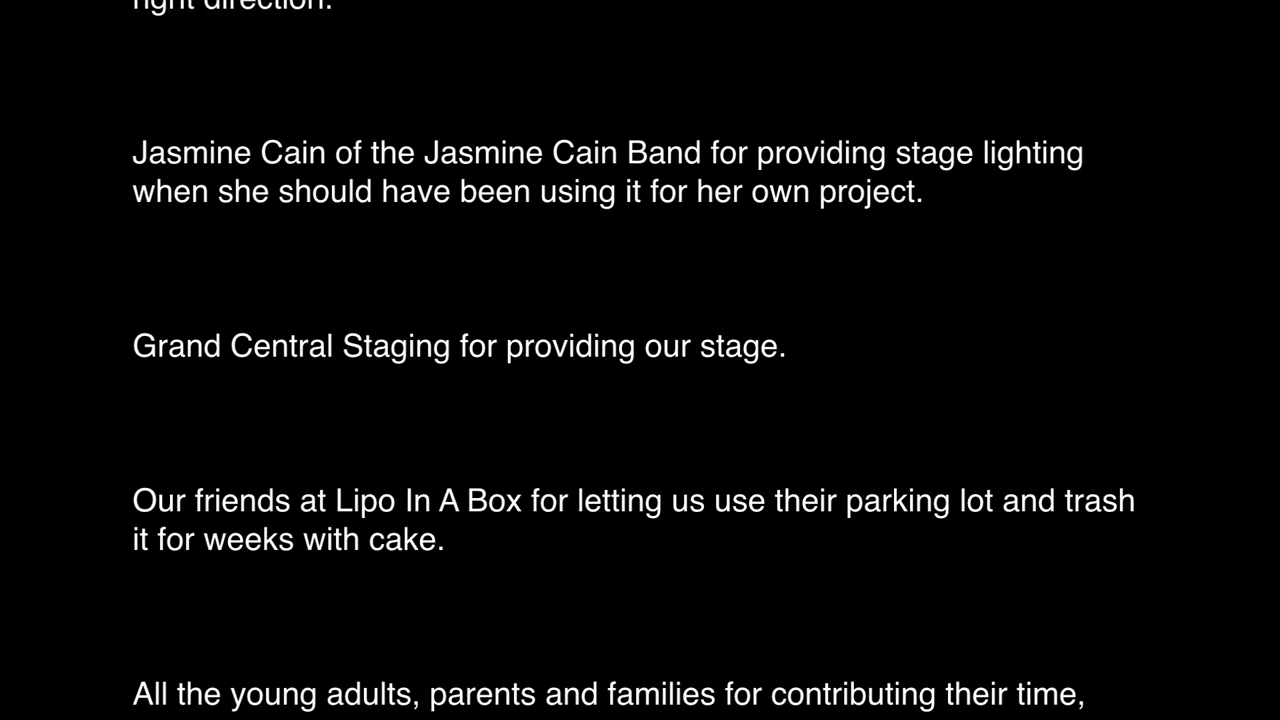 right direction.
Jasmine Cain of the Jasmine Cain Band for providing stage lighting
when she should have been using it for her own project.
Grand Central Staging for providing our stage.
Our friends at Lipo In A Box for letting us use their parking lot and trash
it for weeks with cake.
All the young adults, parents and families for contributing their time,